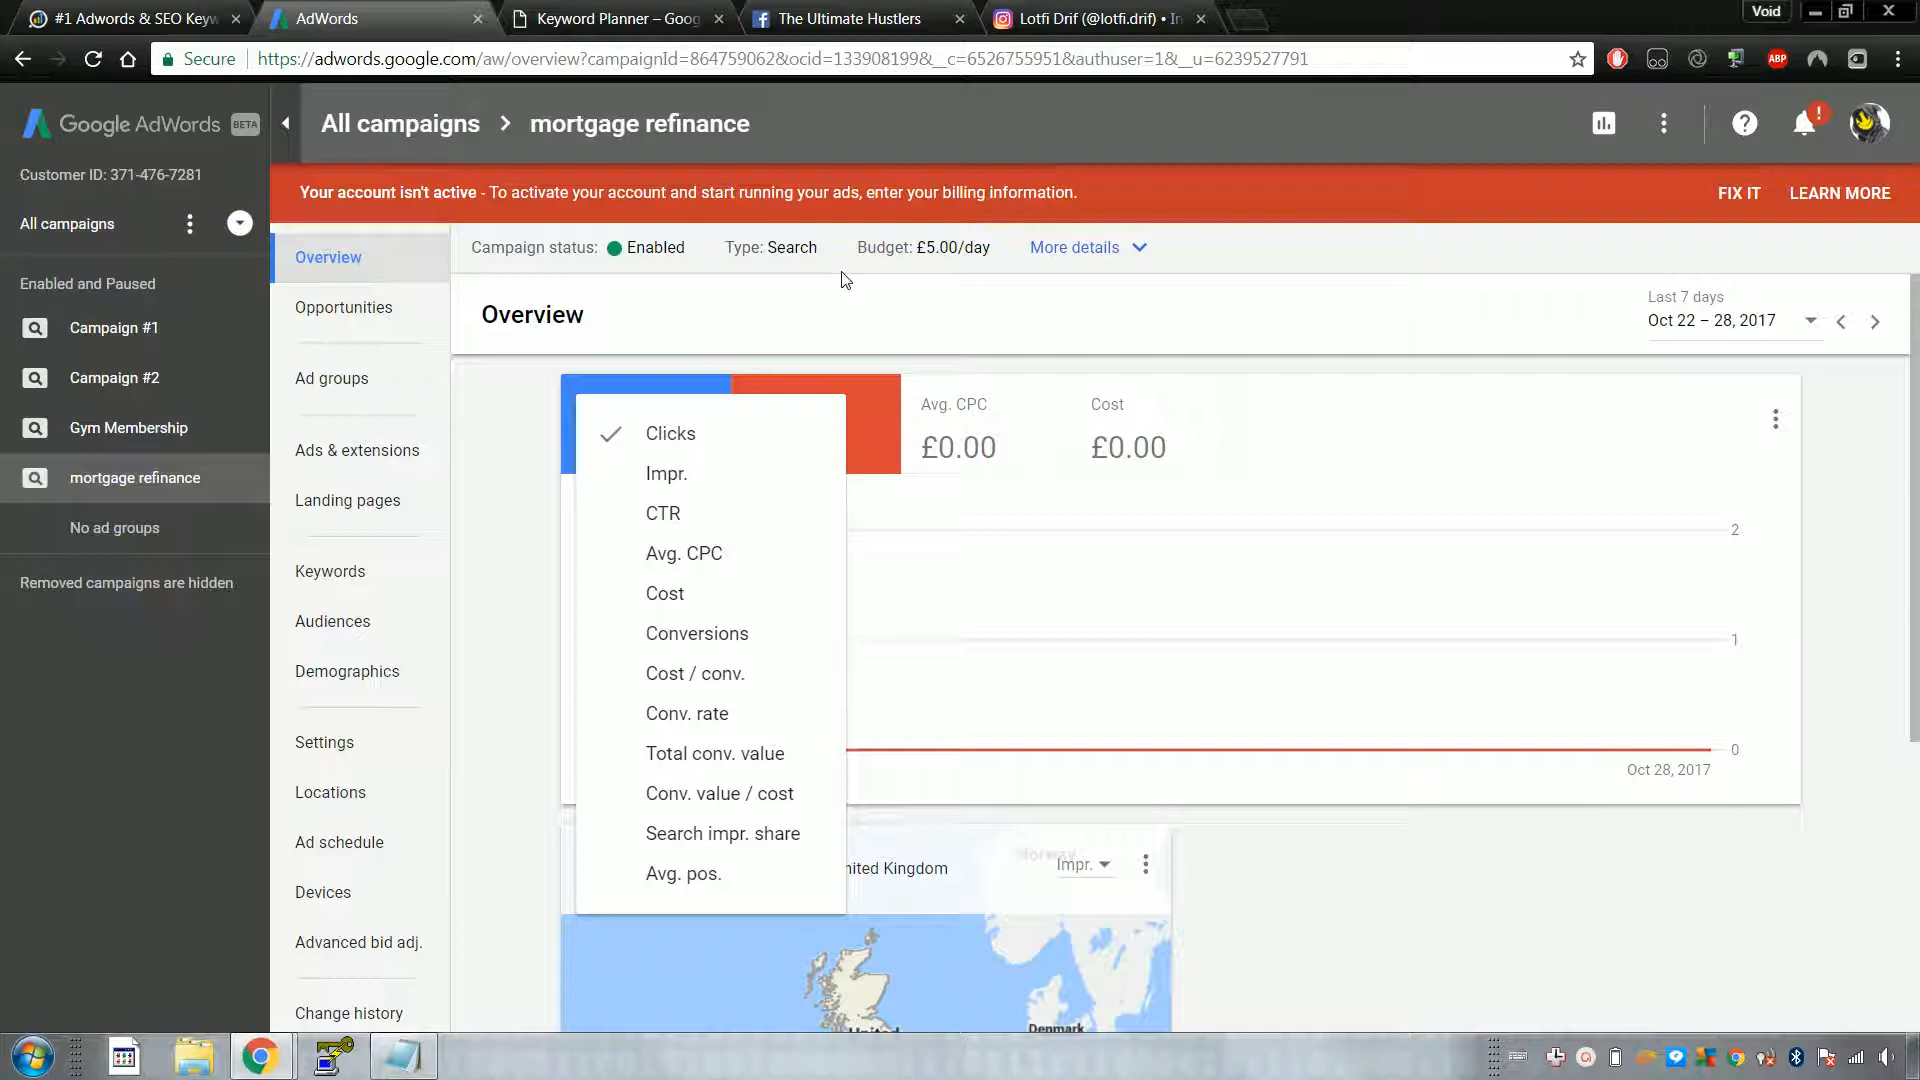 #1 Adwords & SEO Keyw
AdWords
Keyword Planner – Goog
The Ultimate Hustlers
Lotfi Drif (@lotfi.drif) • In
Void
Secure
https://adwords.google.com/aw/overview?campaignId=864759062&ocid=133908199&__c=6526755951&authuser=1&__u=6239527791
ABP
Google AdWords BETA
All campaigns > mortgage refinance
Customer ID: 371-476-7281
Your account isn't active - To activate your account and start running your ads, enter your billing information.
FIX IT
LEARN MORE
All campaigns
Campaign status: Enabled
Type: Search
Budget: £5.00/day
More details
Enabled and Paused
Campaign #1
Campaign #2
Gym Membership
mortgage refinance
No ad groups
Removed campaigns are hidden
Overview
Opportunities
Ad groups
Ads & extensions
Landing pages
Keywords
Audiences
Demographics
Settings
Locations
Ad schedule
Devices
Advanced bid adj.
Change history
Overview
Last 7 days
Oct 22 – 28, 2017
Clicks
Impr.
CTR
Avg. CPC
Cost
Conversions
Cost / conv.
Conv. rate
Total conv. value
Conv. value / cost
Search impr. share
Avg. pos.
Avg. CPC
£0.00
Cost
£0.00
2
1
0
Oct 28, 2017
nited Kingdom
Norway
Impr.
United
Denmark